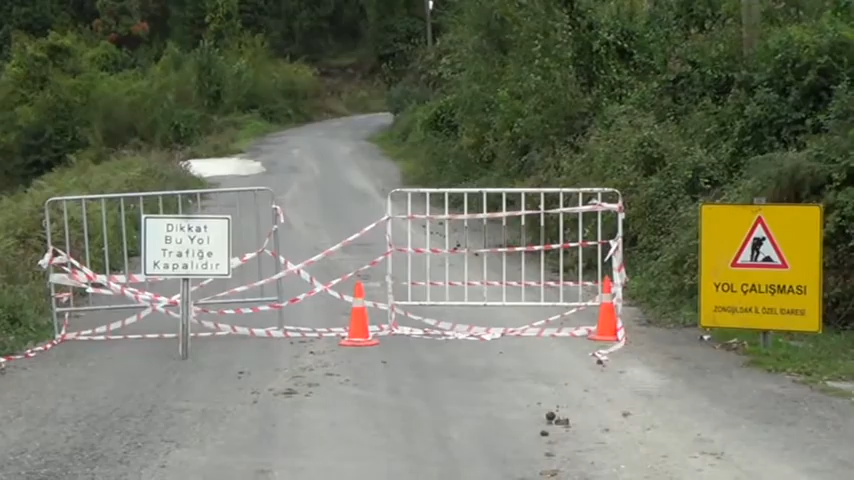 Dikkat
Bu Yol
Trafiğe
Kapalıdır
YOL ÇALIŞMASI
ZONGULDAK İL ÖZEL İDARESİ